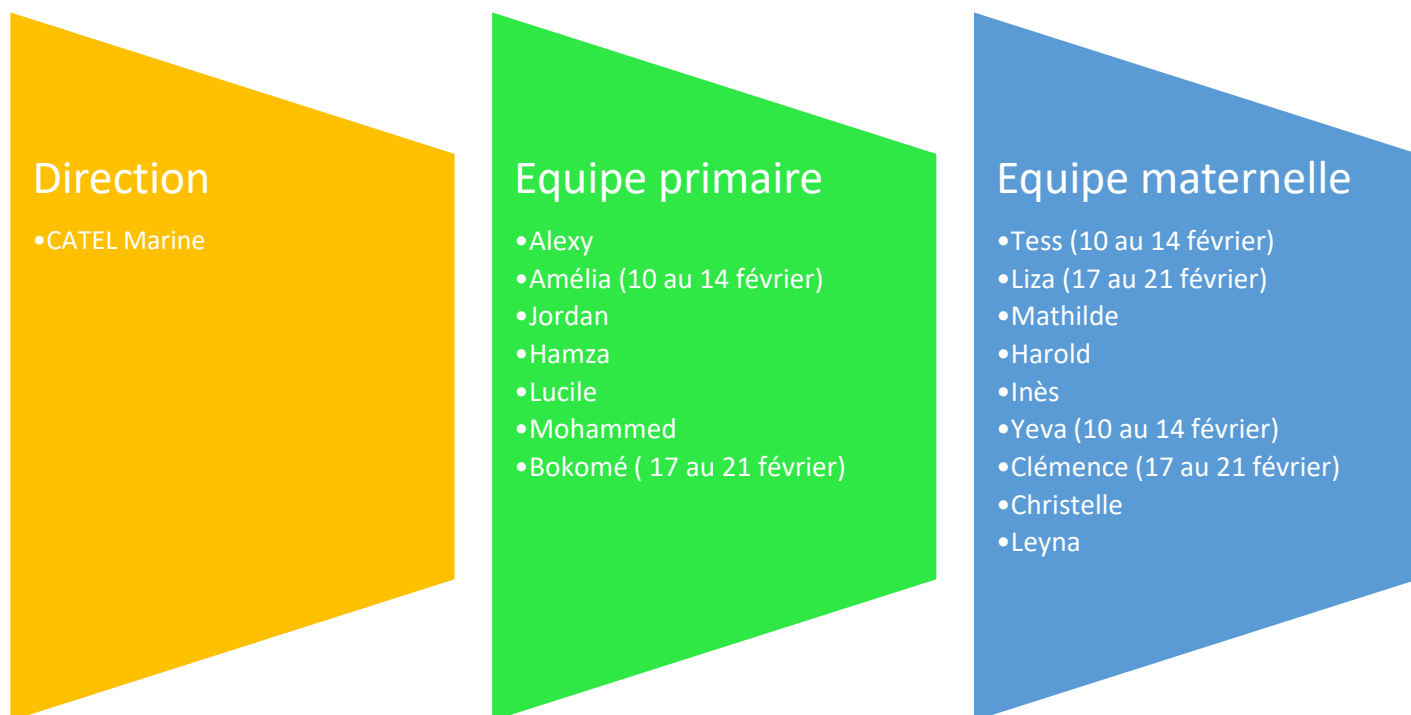 Direction
•CATEL Marine
Equipe primaire
•Alexy
•Amélia (10 au 14 février)
•Jordan
•Hamza
•Lucile
•Mohammed
•Bokomé ( 17 au 21 février)
Equipe maternelle
•Tess (10 au 14 février)
•Liza (17 au 21 février)
•Mathilde
•Harold
•Inès
•Yeva (10 au 14 février)
•Clémence (17 au 21 février)
•Christelle
•Leyna